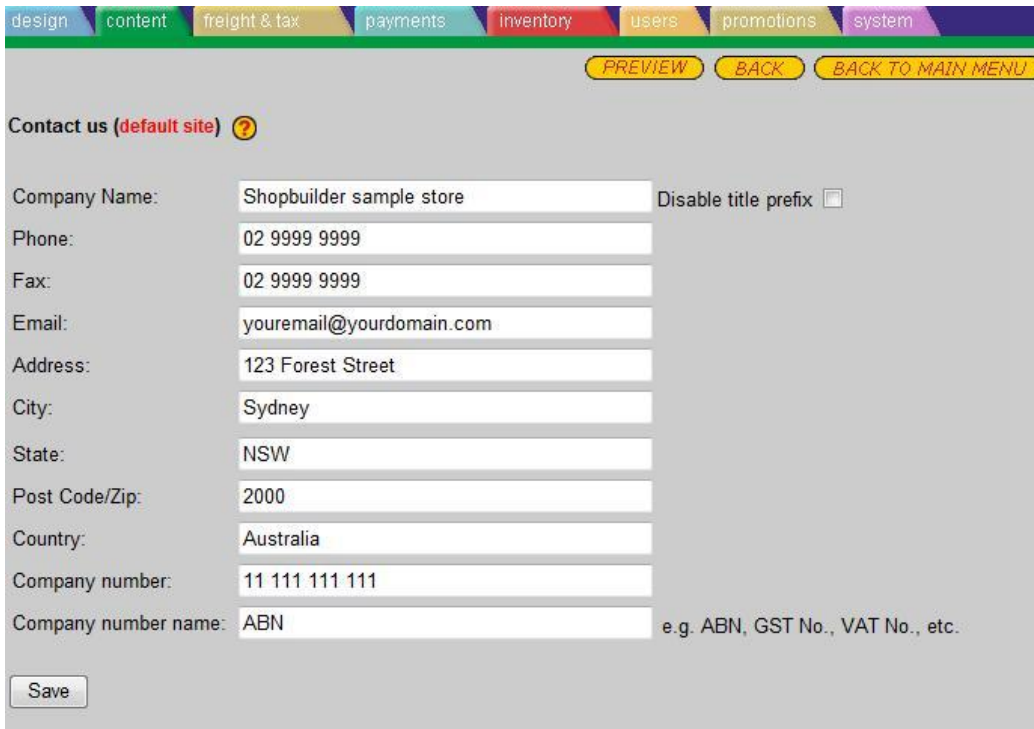 design content freight & tax payments inventory users promotions system
PREVIEW BACK BACK TO MAIN MENU
Contact us (default site) ?
Company Name: Shopbuilder sample store Disable title prefix
Phone: 02 9999 9999
Fax: 02 9999 9999
Email: youremail@yourdomain.com
Address: 123 Forest Street
City: Sydney
State: NSW
Post Code/Zip: 2000
Country: Australia
Company number: 11 111 111 111
Company number name: ABN e.g. ABN, GST No., VAT No., etc.
Save